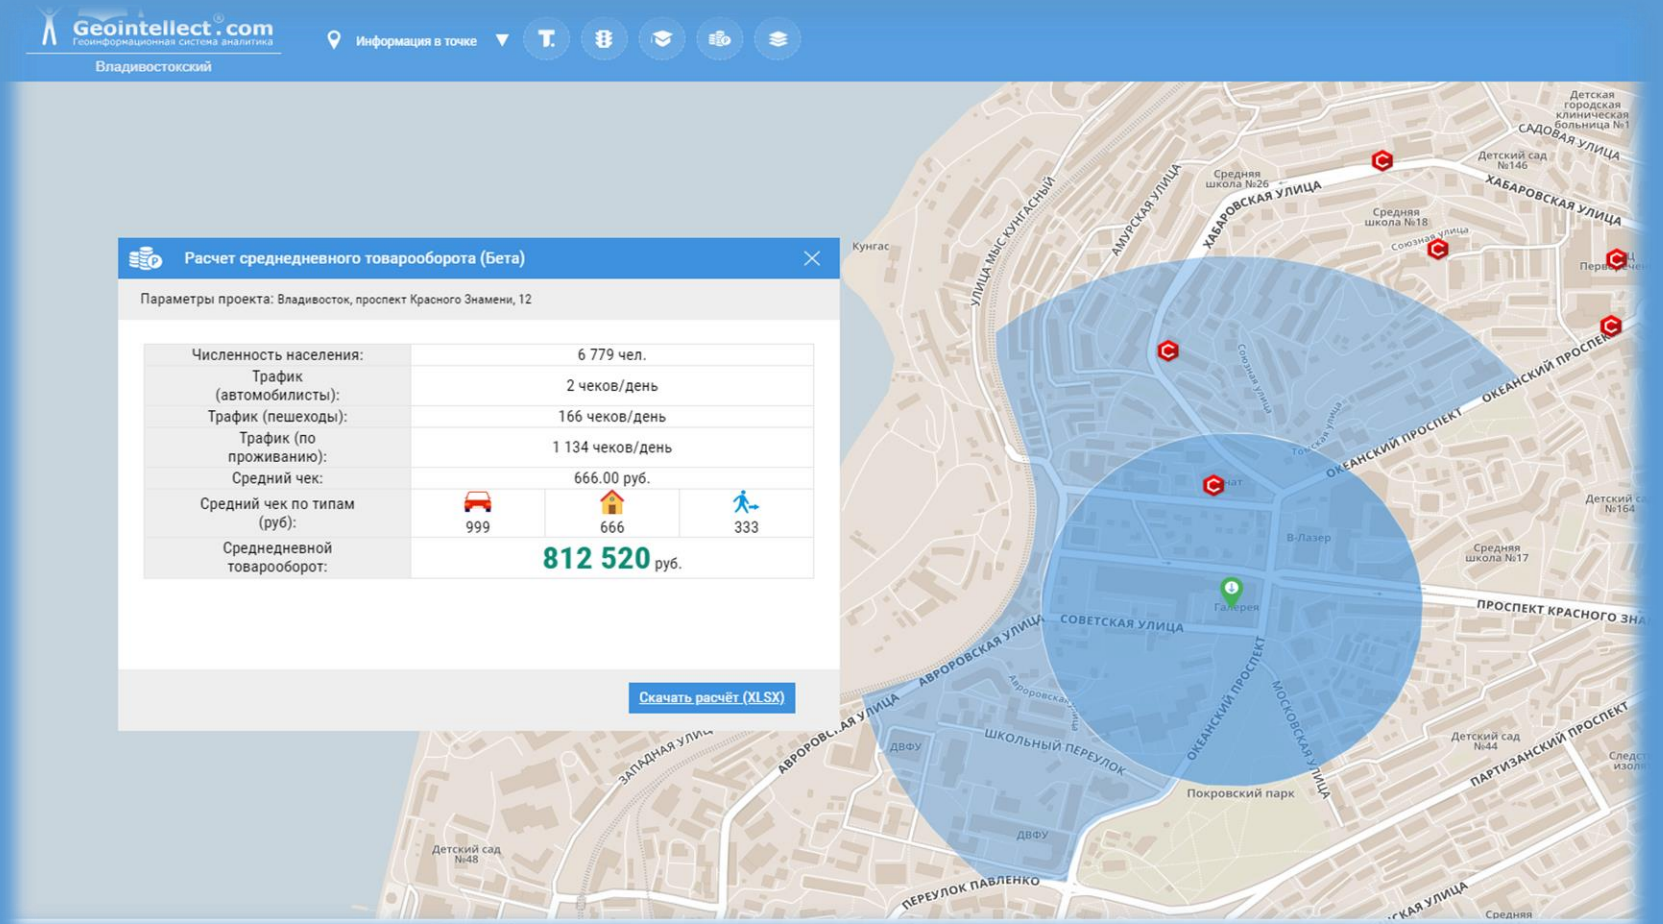 Geointellect®.com
Геоинформационная система аналитика
Владивостокский
Информация в точке
Т.
Расчет среднедневного товарооборота (Бета)
Параметры проекта: Владивосток, проспект Красного Знамени, 12
Численность населения:
6 779 чел.
Трафик
(автомобилисты):
2 чеков/день
Трафик (пешеходы):
166 чеков/день
Трафик (по
проживанию):
1 134 чеков/день
Средний чек:
666.00 руб.
Средний чек по типам
(руб):
999
666
333
Среднедневной
товарооборот:
812 520 руб.
Скачать расчёт (XLSX)
Детская
городская
клиническая
больница №1
САДОВАЯ УЛИЦА
Детский сад
№146
ХАБАРОВСКАЯ УЛИЦА
Средняя
школа №26
ХАБАРОВСКАЯ УЛИЦА
Средняя
школа №18
Союзная улица
АМУРСКАЯ УЛИЦА
УЛИЦА МЫС КУНГАСНЫЙ
Кунгас
Союзная улица
Томская улица
ОКЕАНСКИЙ ПРОСПЕКТ
ОКЕАНСКИЙ ПРОСПЕКТ
В-Лазер
Средняя
школа №17
Галерея
СОВЕТСКАЯ УЛИЦА
АВРОРОВСКАЯ УЛИЦА
Авроровская улица
ОКЕАНСКИЙ ПРОСПЕКТ
МОСКОВСКАЯ УЛИЦА
ШКОЛЬНЫЙ ПЕРЕУЛОК
ДВФУ
ДВФУ
Покровский парк
Детский сад
№44
ПАРТИЗАНСКИЙ ПРОСПЕКТ
АВРОРОВСКАЯ УЛИЦА
ЗАПАДНАЯ УЛИЦ
Детский сад
№48
ПЕРЕУЛОК ПАВЛЕНКО
Средняя